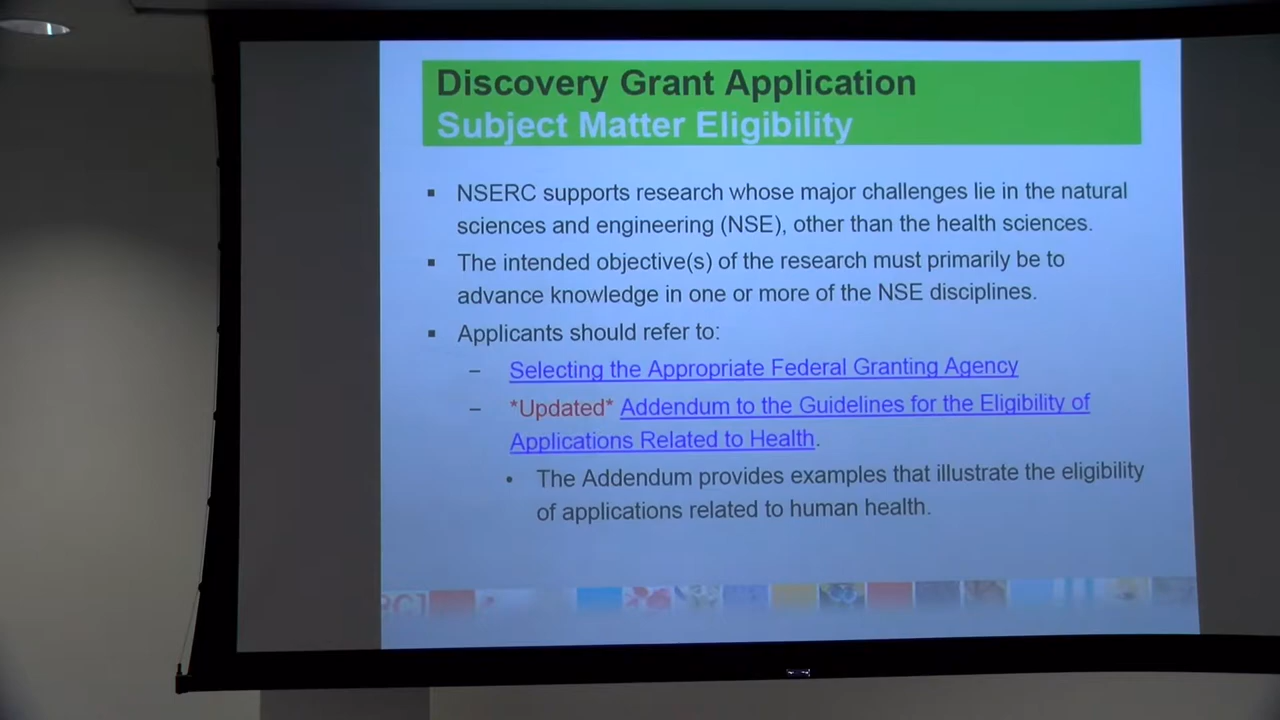 Discovery Grant Application
Subject Matter Eligibility
▪ NSERC supports research whose major challenges lie in the natural
sciences and engineering (NSE), other than the health sciences.
▪ The intended objective(s) of the research must primarily be to
advance knowledge in one or more of the NSE disciplines.
▪ Applicants should refer to:
– Selecting the Appropriate Federal Granting Agency
– *Updated* Addendum to the Guidelines for the Eligibility of
Applications Related to Health.
• The Addendum provides examples that illustrate the eligibility
of applications related to human health.